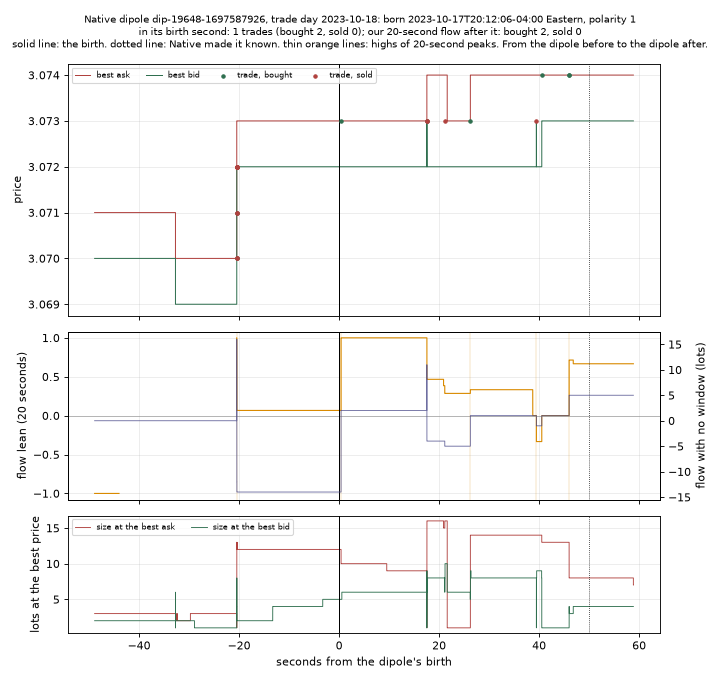 Native dipole dip-19648-1697587926, trade day 2023-10-18: born 2023-10-17T20:12:06-04:00 Eastern, polarity 1
in its birth second: 1 trades (bought 2, sold 0); our 20-second flow after it: bought 2, sold 0
solid line: the birth. dotted line: Native made it known. thin orange lines: highs of 20-second peaks. From the dipole before to the dipole after.
best ask best bid trade, bought trade, sold
3.074
3.073
3.072
3.071
3.070
3.069
price
1.0
0.5
0.0
−0.5
−1.0
flow lean (20 seconds)
15
10
5
0
−5
−10
−15
flow with no window (lots)
size at the best ask size at the best bid
15
10
5
lots at the best price
−40 −20 0 20 40 60
seconds from the dipole's birth